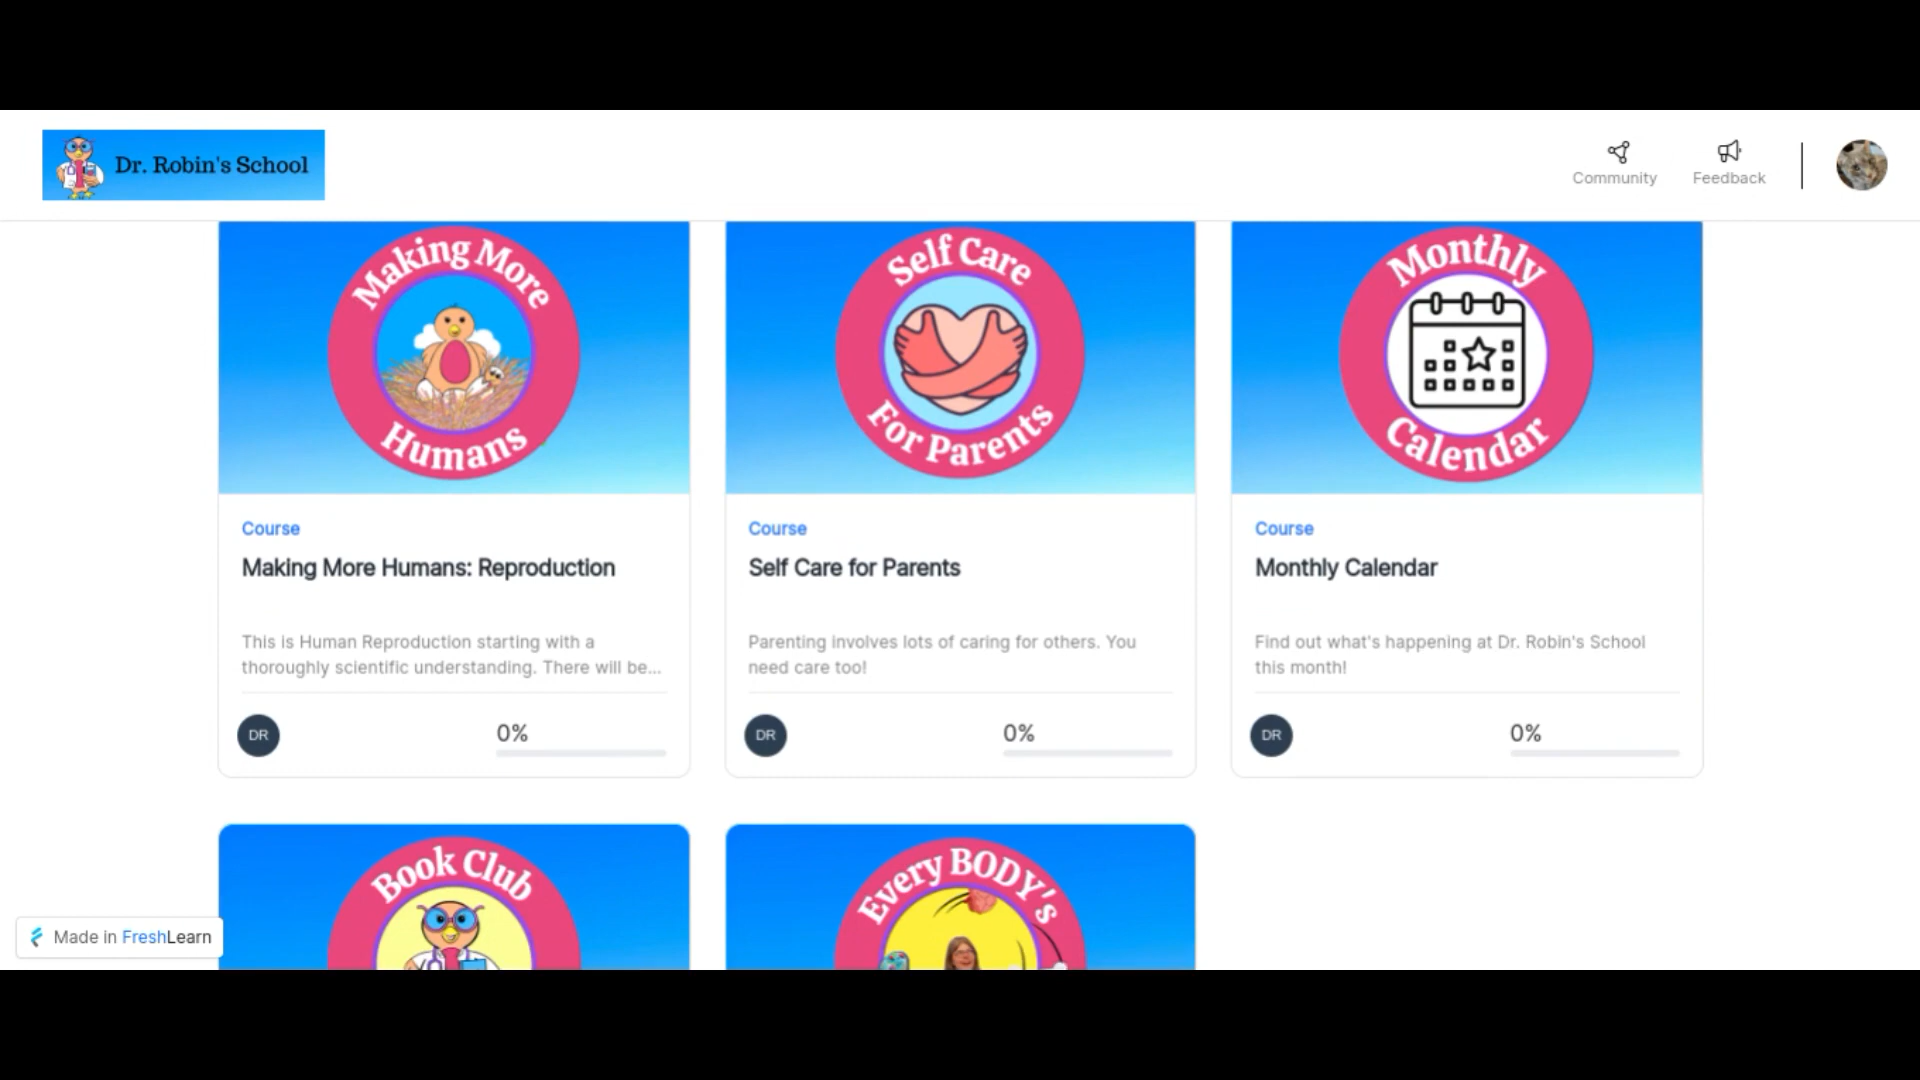 Dr. Robin's School
Community
Feedback
Making More
Humans
Self Care
For Parents
Monthly
Calendar
Course
Making More Humans: Reproduction
This is Human Reproduction starting with a
thoroughly scientific understanding. There will be...
DR
0%
Course
Self Care for Parents
Parenting involves lots of caring for others. You
need care too!
DR
0%
Course
Monthly Calendar
Find out what's happening at Dr. Robin's School
this month!
DR
0%
Book Club
Every BODY's
Made in FreshLearn